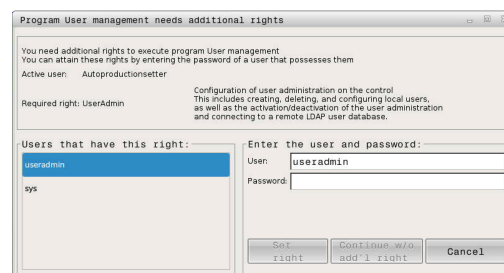 Program User management needs additional rights
You need additional rights to execute program User management
You can attain these rights by entering the password of a user that possesses them
Active user: Autoproductionsetter
Required right: UserAdmin
Configuration of user administration on the control
This includes creating, deleting, and configuring local users,
as well as the activation/deactivation of the user administration
and connecting to a remote LDAP user database.
Users that have this right:
useradmin
sys
Enter the user and password:
User: useradmin
Password:
Set
right
Continue w/o
add'l right
Cancel